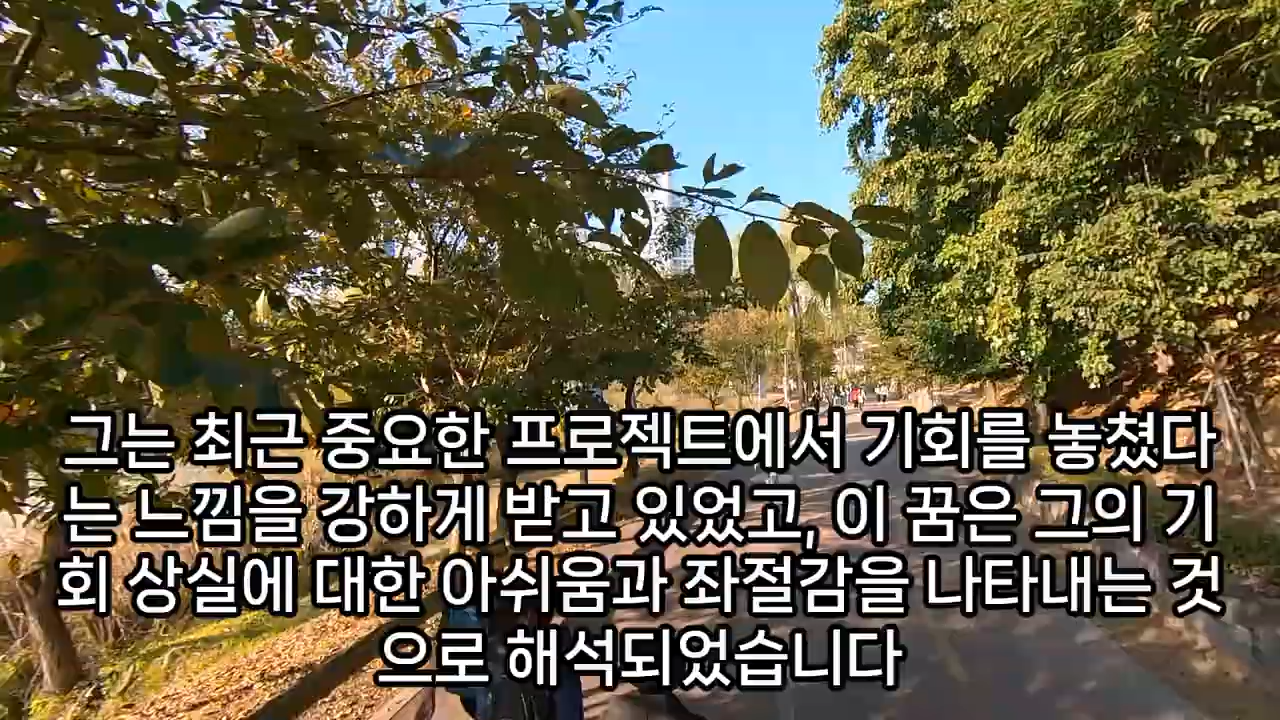 그는 최근 중요한 프로젝트에서 기회를 놓쳤다
는 느낌을 강하게 받고 있었고, 이 꿈은 그의 기
회 상실에 대한 아쉬움과 좌절감을 나타내는 것
으로 해석되었습니다